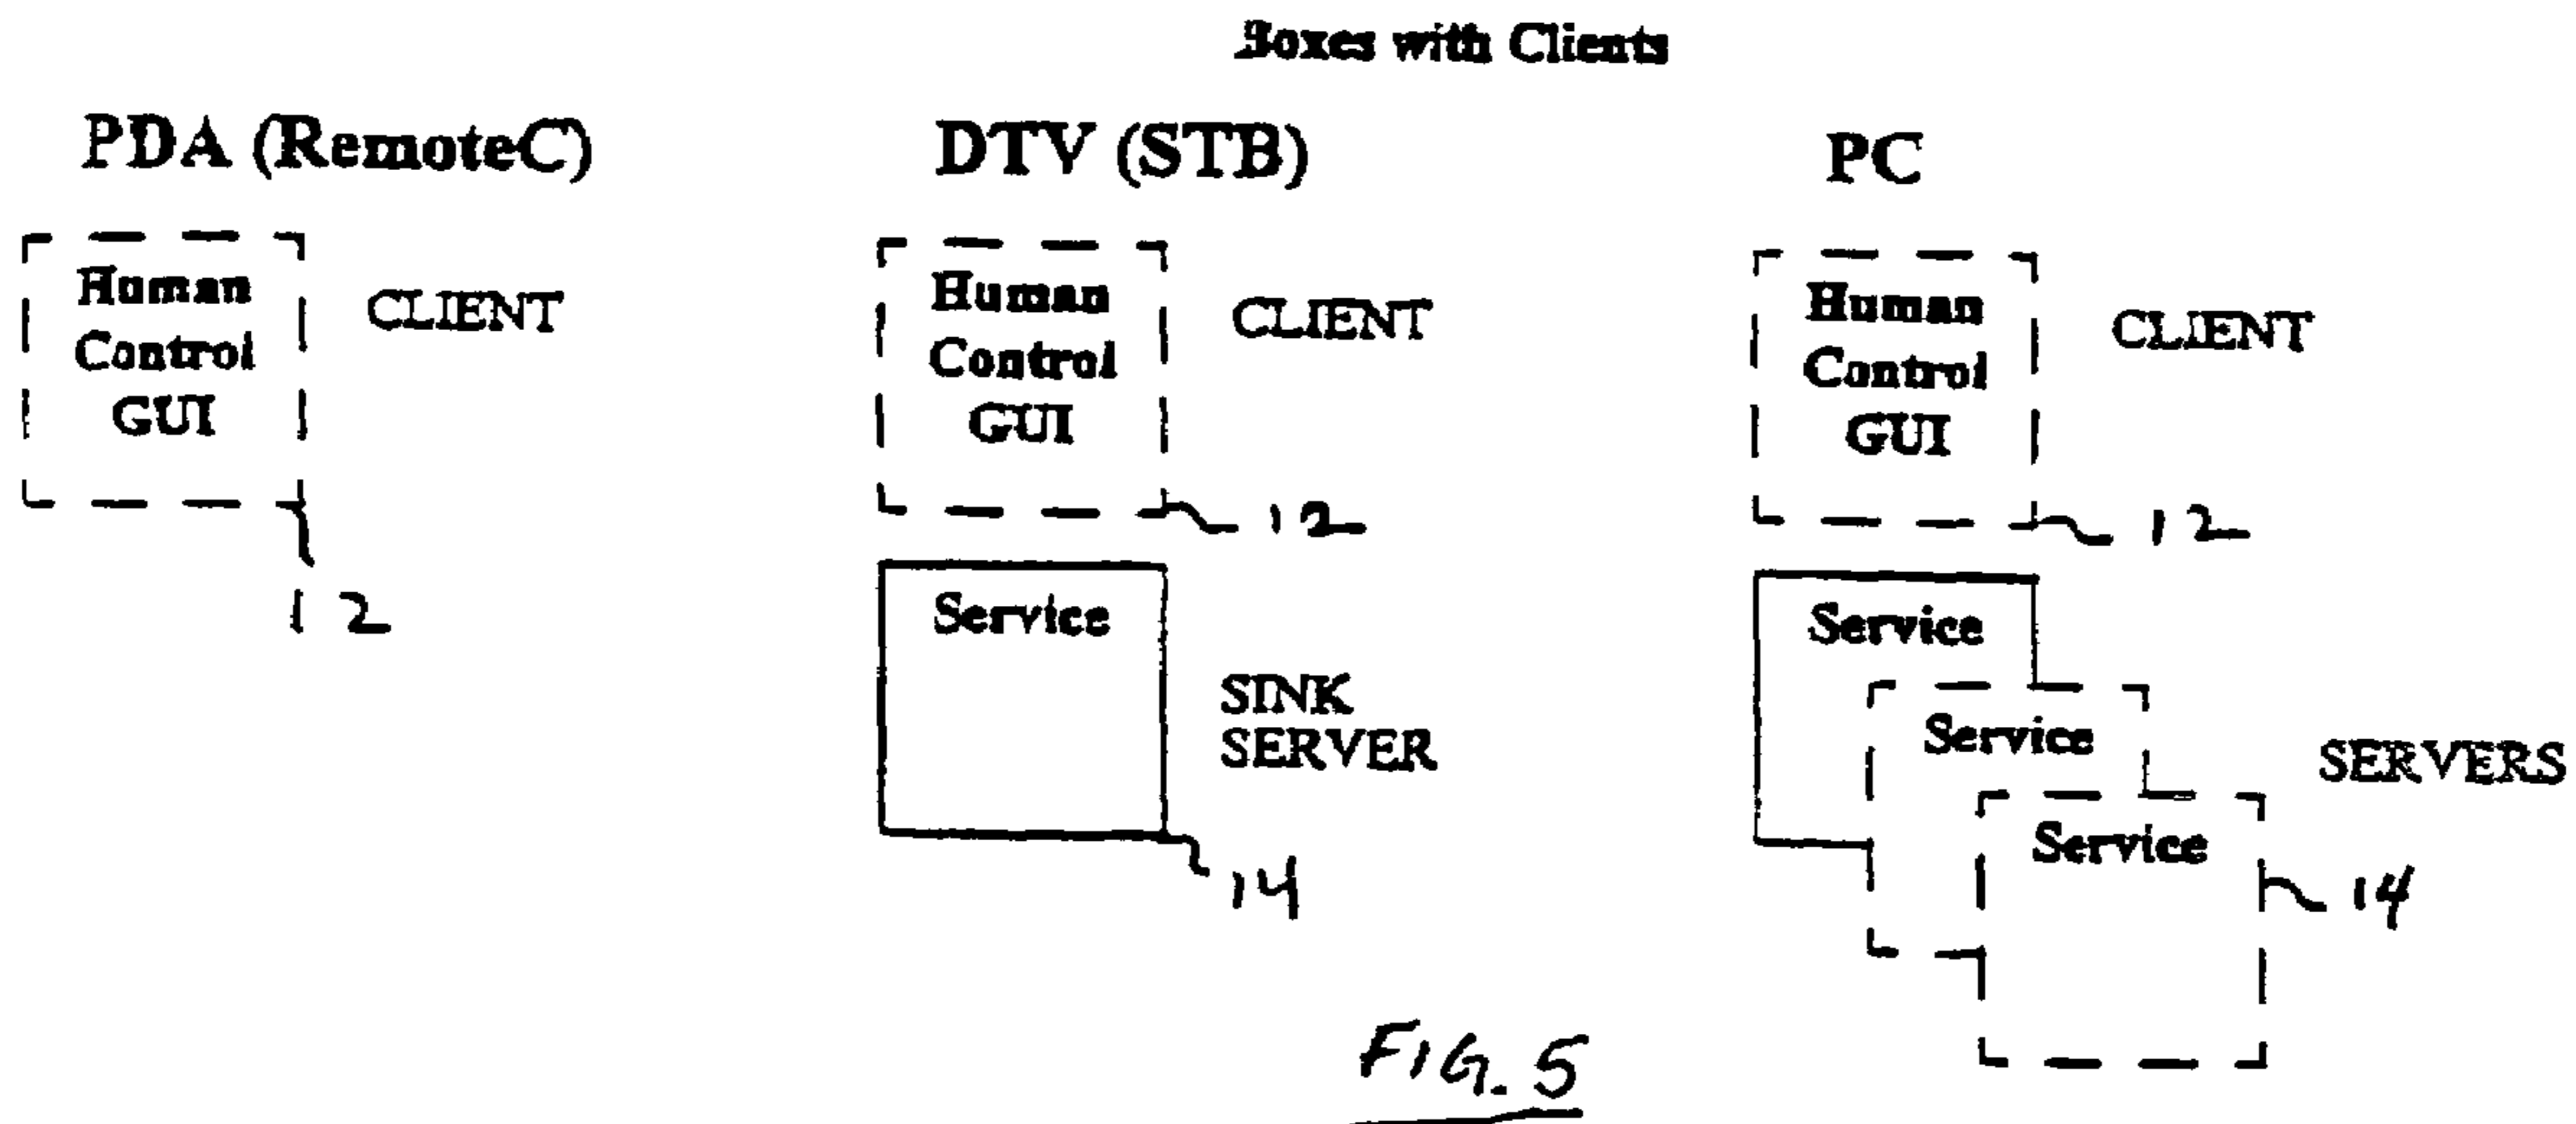 Boxes with Clients
PDA (RemoteC)
Human
Control
GUI
CLIENT
12
DTV (STB)
Human
Control
GUI
CLIENT
12
Service
SINK
SERVER
14
PC
Human
Control
GUI
CLIENT
12
Service
Service
Service
SERVERS
14
FIG. 5